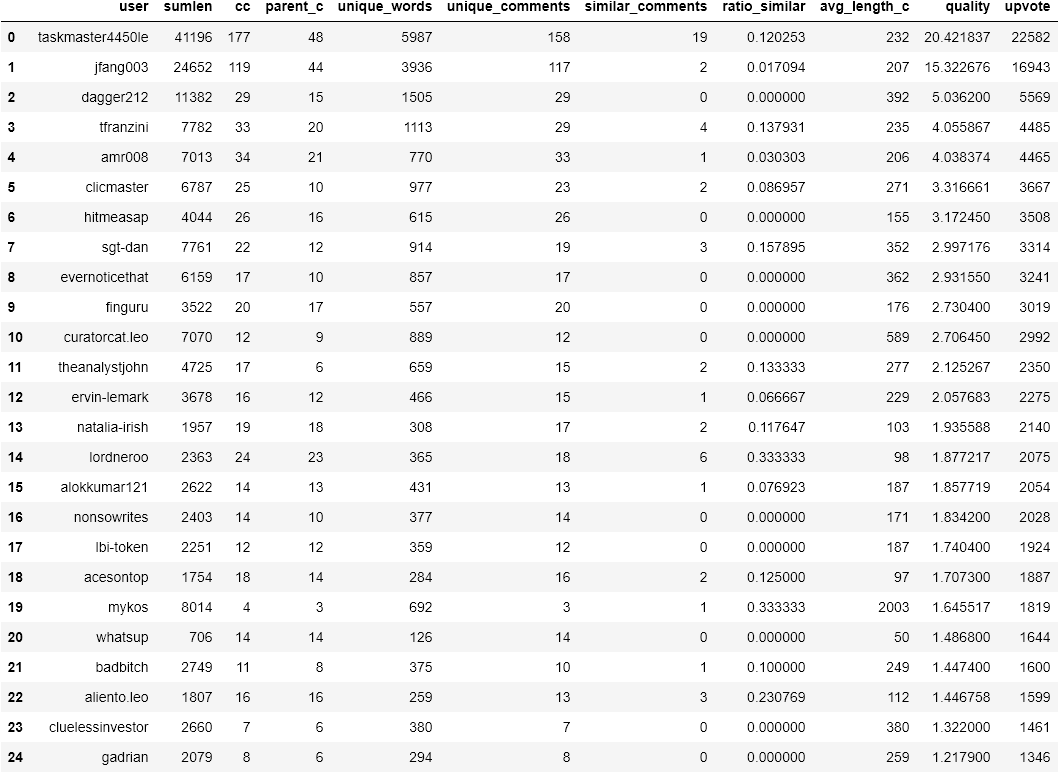 user sumlen cc parent_c unique_words unique_comments similar_comments ratio_similar avg_length_c quality upvote
0 taskmaster4450le 41196 177 48 5987 158 19 0.120253 232 20.421837 22582
1 jfang003 24652 119 44 3936 117 2 0.017094 207 15.322676 16943
2 dagger212 11382 29 15 1505 29 0 0.000000 392 5.036200 5569
3 tfranzini 7782 33 20 1113 29 4 0.137931 235 4.055867 4485
4 amr008 7013 34 21 770 33 1 0.030303 206 4.038374 4465
5 clicmaster 6787 25 10 977 23 2 0.086957 271 3.316661 3667
6 hitmeasap 4044 26 16 615 26 0 0.000000 155 3.172450 3508
7 sgt-dan 7761 22 12 914 19 3 0.157895 352 2.997176 3314
8 evernoticethat 6159 17 10 857 17 0 0.000000 362 2.931550 3241
9 finguru 3522 20 17 557 20 0 0.000000 176 2.730400 3019
10 curatorcat.leo 7070 12 9 889 12 0 0.000000 589 2.706450 2992
11 theanalystjohn 4725 17 6 659 15 2 0.133333 277 2.125267 2350
12 ervin-lemark 3678 16 12 466 15 1 0.066667 229 2.057683 2275
13 natalia-irish 1957 19 18 308 17 2 0.117647 103 1.935588 2140
14 lordneroo 2363 24 23 365 18 6 0.333333 98 1.877217 2075
15 alokkumar121 2622 14 13 431 13 1 0.076923 187 1.857719 2054
16 nonsowrites 2403 14 10 377 14 0 0.000000 171 1.834200 2028
17 lbi-token 2251 12 12 359 12 0 0.000000 187 1.740400 1924
18 acesontop 1754 18 14 284 16 2 0.125000 97 1.707300 1887
19 mykos 8014 4 3 692 3 1 0.333333 2003 1.645517 1819
20 whatsup 706 14 14 126 14 0 0.000000 50 1.486800 1644
21 badbitch 2749 11 8 375 10 1 0.100000 249 1.447400 1600
22 aliento.leo 1807 16 16 259 13 3 0.230769 112 1.446758 1599
23 cluelessinvestor 2660 7 6 380 7 0 0.000000 380 1.322000 1461
24 gadrian 2079 8 6 294 8 0 0.000000 259 1.217900 1346